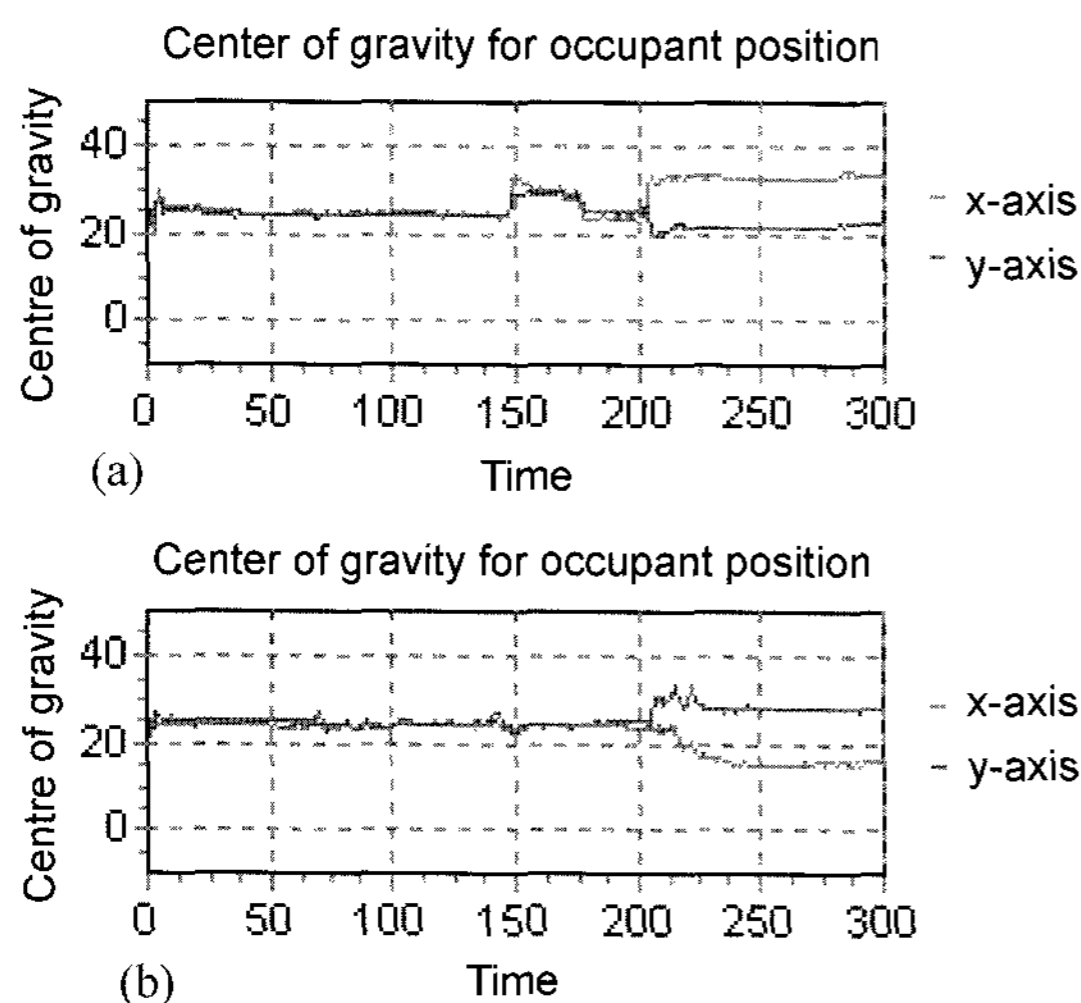 Center of gravity for occupant position
Centre of gravity
40
20
0
0 50 100 150 200 250 300
x-axis
y-axis
(a) Time
Center of gravity for occupant position
Centre of gravity
40
20
0
0 50 100 150 200 250 300
x-axis
y-axis
(b) Time